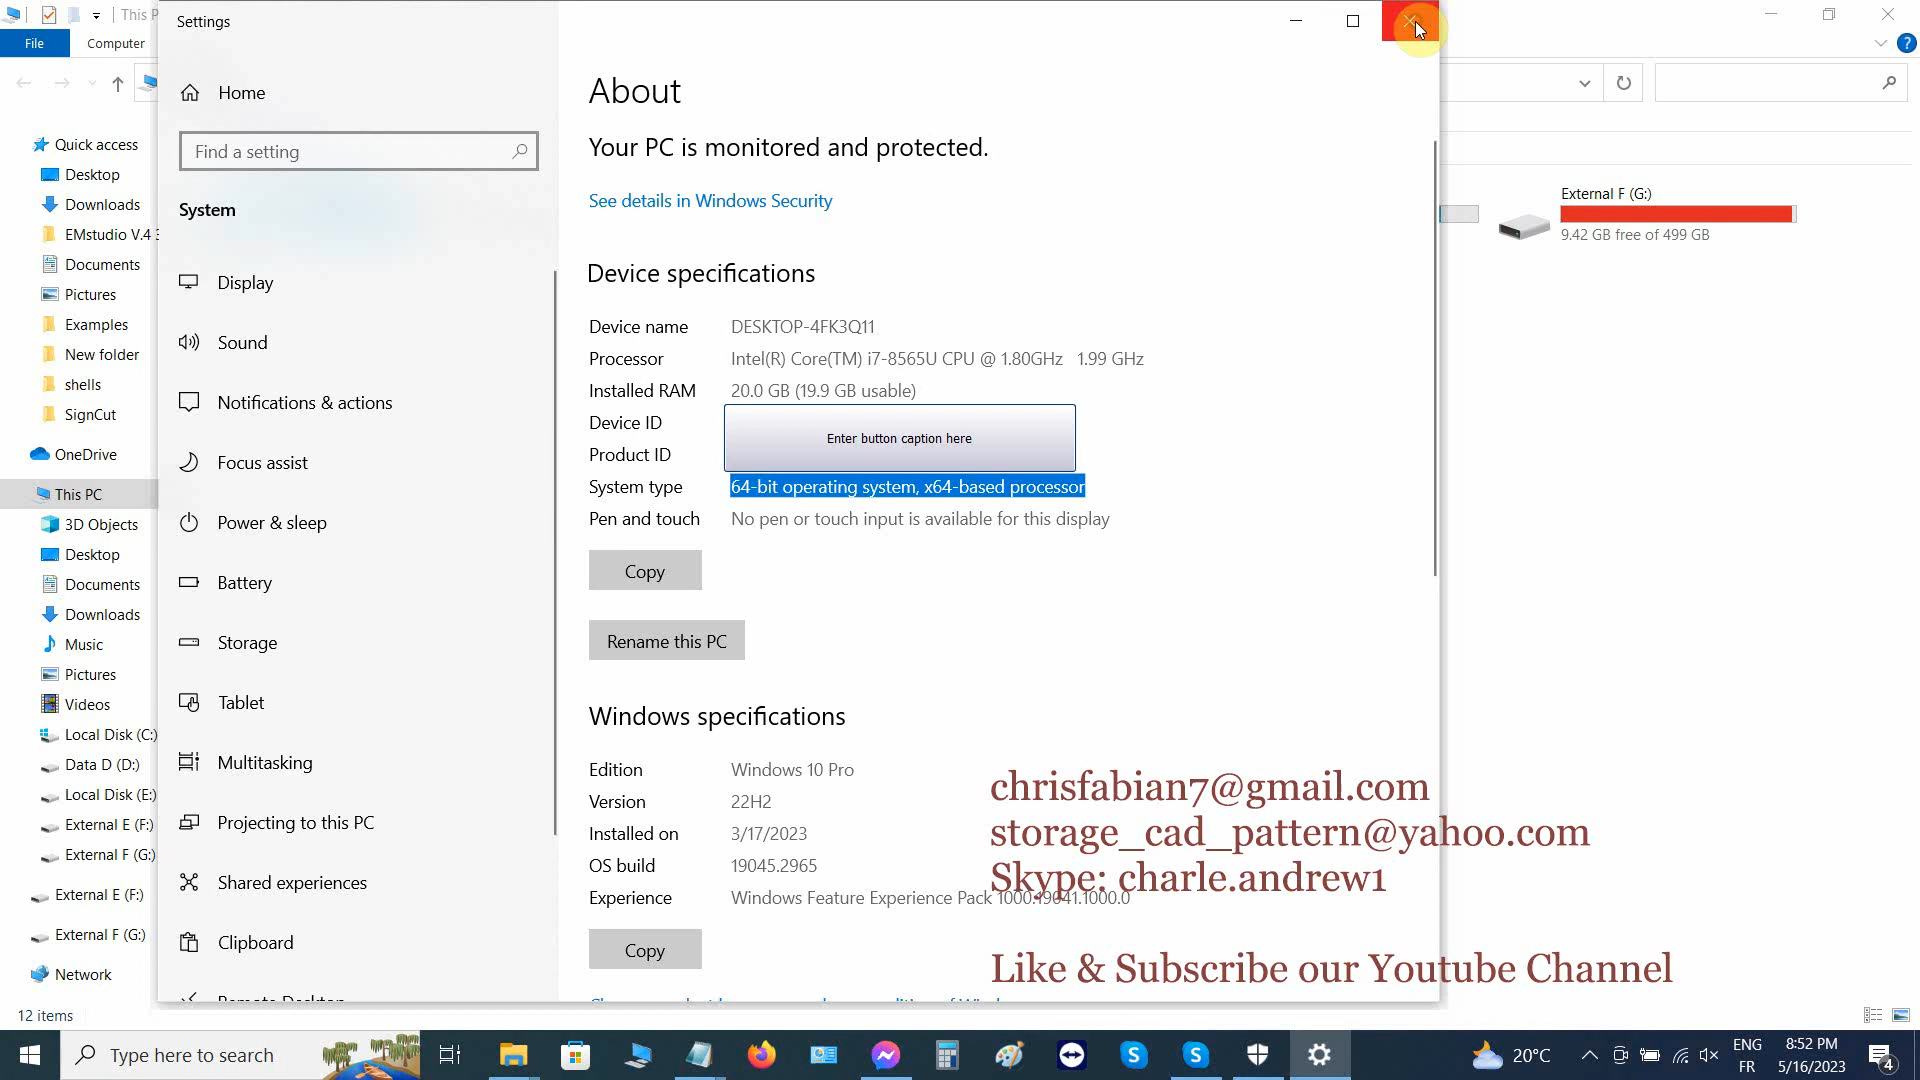 This P
Settings
File
Computer
Home
Find a setting
System
Display
Sound
Notifications & actions
Focus assist
Power & sleep
Battery
Storage
Tablet
Multitasking
Projecting to this PC
Shared experiences
Clipboard
Remote Desktop
Quick access
Desktop
Downloads
EMstudio V.4 3
Documents
Pictures
Examples
New folder
shells
SignCut
OneDrive
This PC
3D Objects
Desktop
Documents
Downloads
Music
Pictures
Videos
Local Disk (C:)
Data D (D:)
Local Disk (E:)
External E (F:)
External F (G:)
External E (F:)
External F (G:)
Network
12 items
About
Your PC is monitored and protected.
See details in Windows Security
Device specifications
Device name DESKTOP-4FK3Q11
Processor Intel(R) Core(TM) i7-8565U CPU @ 1.80GHz 1.99 GHz
Installed RAM 20.0 GB (19.9 GB usable)
Device ID
Enter button caption here
Product ID
System type 64-bit operating system, x64-based processor
Pen and touch No pen or touch input is available for this display
Copy
Rename this PC
Windows specifications
Edition Windows 10 Pro
Version 22H2
Installed on 3/17/2023
OS build 19045.2965
Experience Windows Feature Experience Pack 1000.19041.1000.0
Copy
External F (G:)
9.42 GB free of 499 GB
chrisfabian7@gmail.com
storage_cad_pattern@yahoo.com
Skype: charle.andrew1
Like & Subscribe our Youtube Channel
Type here to search
20°C
ENG
FR
8:52 PM
5/16/2023
4